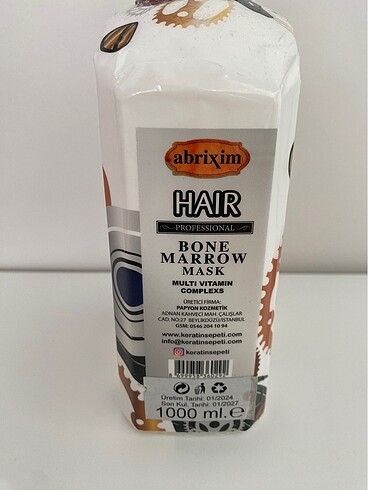 abrixim
HAIR
PROFESSIONAL
BONE
MARROW
MASK
MULTI VITAMIN
COMPLEXS
ÜRETİCİ FİRMA:
PAPYON KOZMETİK
ADNAN KAHVECİ MAH. ÇALIŞLAR
CAD. NO:27 BEYLİKDÜZÜ/İSTANBUL
GSM: 0546 204 10 94
www.keratinsepeti.com
info@keratinsepeti.com
keratinsepeti
Üretim Tarihi: 01/2024
Son Kul. Tarihi: 01/2027
1000 ml. e